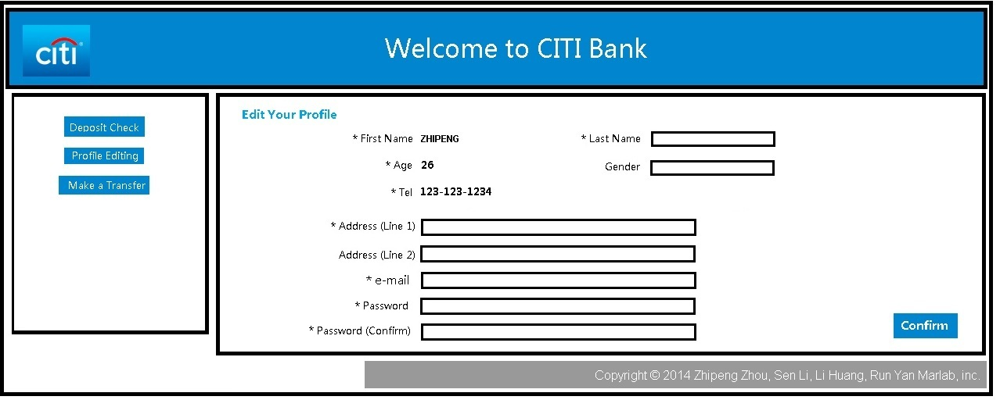 citi
Welcome to CITI Bank
Deposit Check
Profile Editing
Make a Transfer
Edit Your Profile
* First Name ZHIPENG * Last Name
* Age 26 Gender
* Tel 123-123-1234
* Address (Line 1)
Address (Line 2)
* e-mail
* Password
* Password (Confirm)
Confirm
Copyright © 2014 Zhipeng Zhou, Sen Li, Li Huang, Run Yan Marlab, inc.